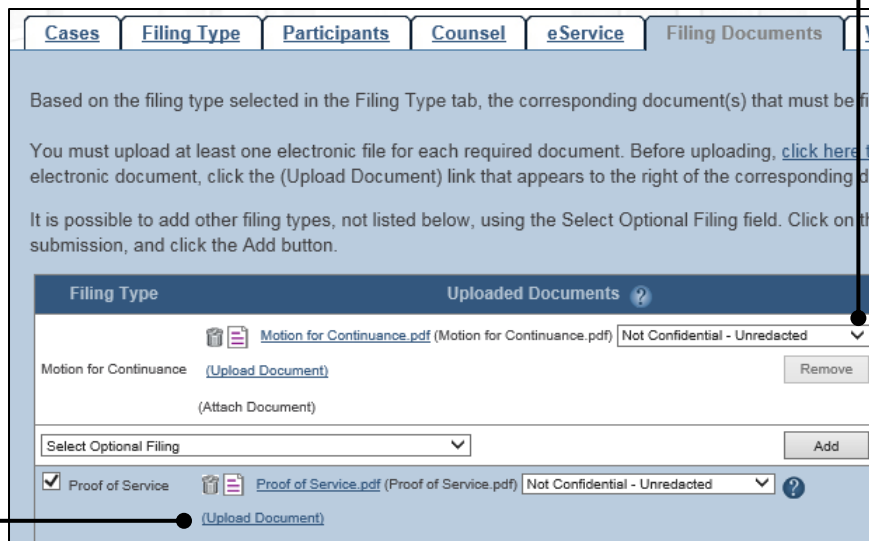 Cases Filing Type Participants Counsel eService Filing Documents
Based on the filing type selected in the Filing Type tab, the corresponding document(s) that must be
You must upload at least one electronic file for each required document. Before uploading, click here
electronic document, click the (Upload Document) link that appears to the right of the corresponding
It is possible to add other filing types, not listed below, using the Select Optional Filing field. Click on
submission, and click the Add button.
Filing Type Uploaded Documents ?
Motion for Continuance.pdf (Motion for Continuance.pdf) Not Confidential - Unredacted
Motion for Continuance (Upload Document) Remove
(Attach Document)
Select Optional Filing Add
Proof of Service Proof of Service.pdf (Proof of Service.pdf) Not Confidential - Unredacted ?
(Upload Document)